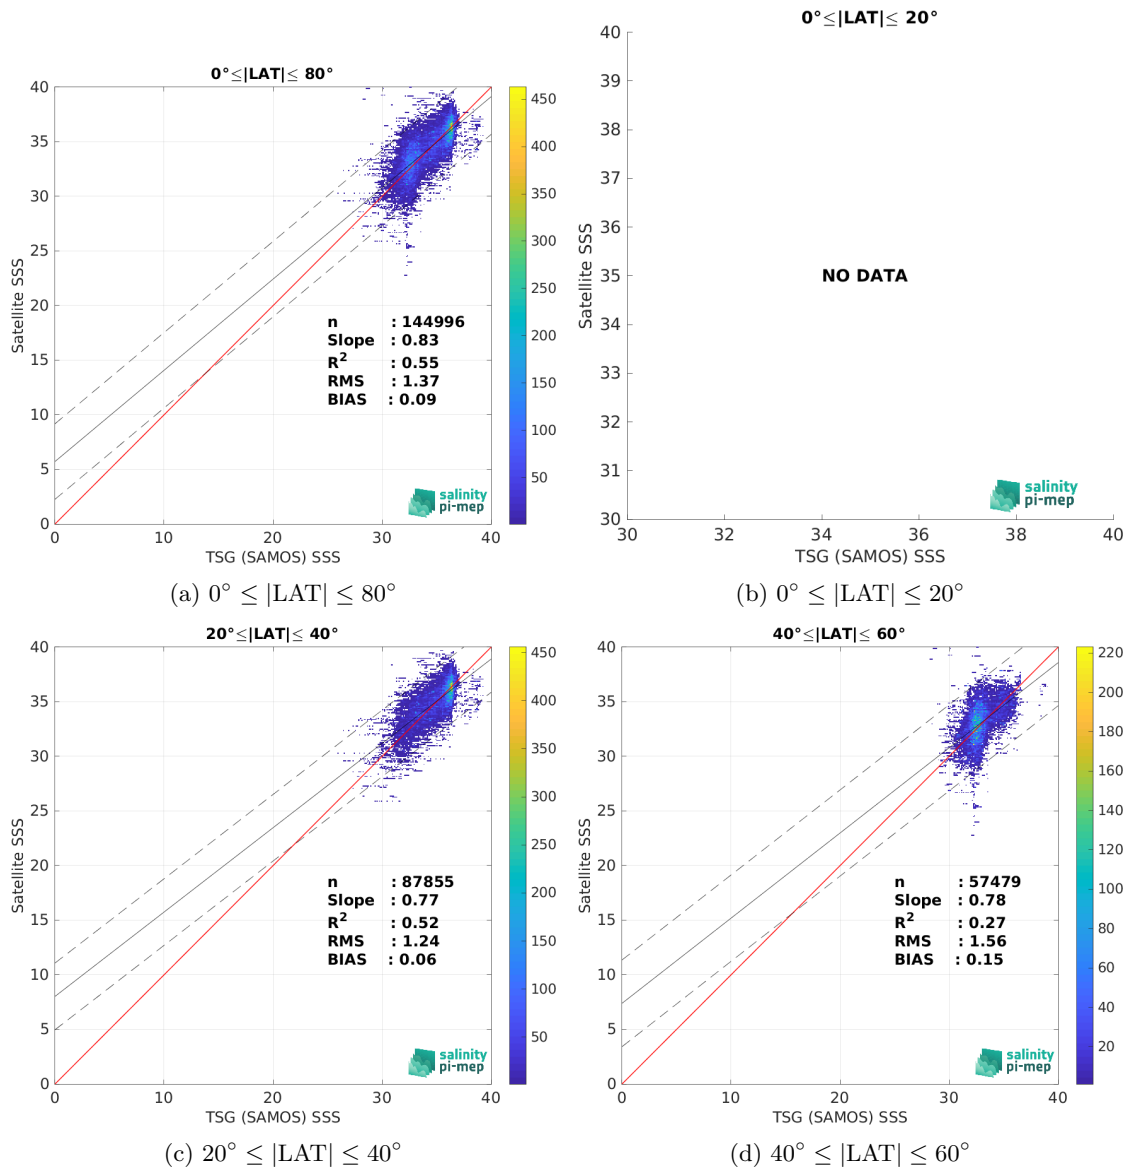 0°≤|LAT|≤ 80°
40
35
30
25
20
15
10
5
0
Satellite SSS
0
10
20
30
40
TSG (SAMOS) SSS
n : 144996
Slope : 0.83
R² : 0.55
RMS : 1.37
BIAS : 0.09
salinity
pi-mep
450
400
350
300
250
200
150
100
50
(a) 0° ≤ |LAT| ≤ 80°
0°≤|LAT|≤ 20°
40
39
38
37
36
35
34
33
32
31
30
Satellite SSS
NO DATA
salinity
pi-mep
30
32
34
36
38
40
TSG (SAMOS) SSS
(b) 0° ≤ |LAT| ≤ 20°
20°≤|LAT|≤ 40°
40
35
30
25
20
15
10
5
0
Satellite SSS
0
10
20
30
40
TSG (SAMOS) SSS
n : 87855
Slope : 0.77
R² : 0.52
RMS : 1.24
BIAS : 0.06
salinity
pi-mep
450
400
350
300
250
200
150
100
50
(c) 20° ≤ |LAT| ≤ 40°
40°≤|LAT|≤ 60°
40
35
30
25
20
15
10
5
0
Satellite SSS
0
10
20
30
40
TSG (SAMOS) SSS
n : 57479
Slope : 0.78
R² : 0.27
RMS : 1.56
BIAS : 0.15
salinity
pi-mep
220
200
180
160
140
120
100
80
60
40
20
(d) 40° ≤ |LAT| ≤ 60°